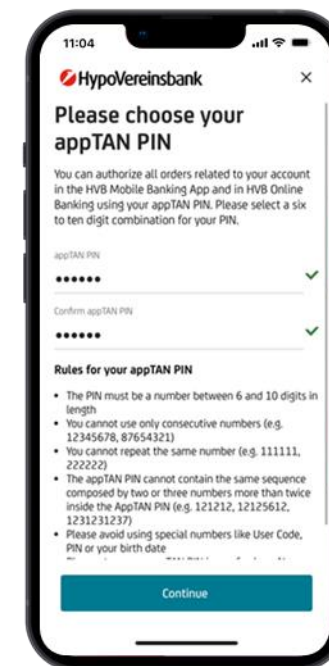 11:04
HypoVereinsbank
Please choose your
appTAN PIN
You can authorize all orders related to your account
in the HVB Mobile Banking App and in HVB Online
Banking using your appTAN PIN. Please select a six
to ten digit combination for your PIN.
appTAN PIN
••••••
Confirm appTAN PIN
••••••
Rules for your appTAN PIN
• The PIN must be a number between 6 and 10 digits in
length
• You cannot use only consecutive numbers (e.g.
12345678, 87654321)
• You cannot repeat the same number (e.g. 111111,
222222)
• The appTAN PIN cannot contain the same sequence
composed by two or three numbers more than twice
inside the AppTAN PIN (e.g. 121212, 12125612,
1231231237)
• Please avoid using special numbers like User Code,
PIN or your birth date
Continue